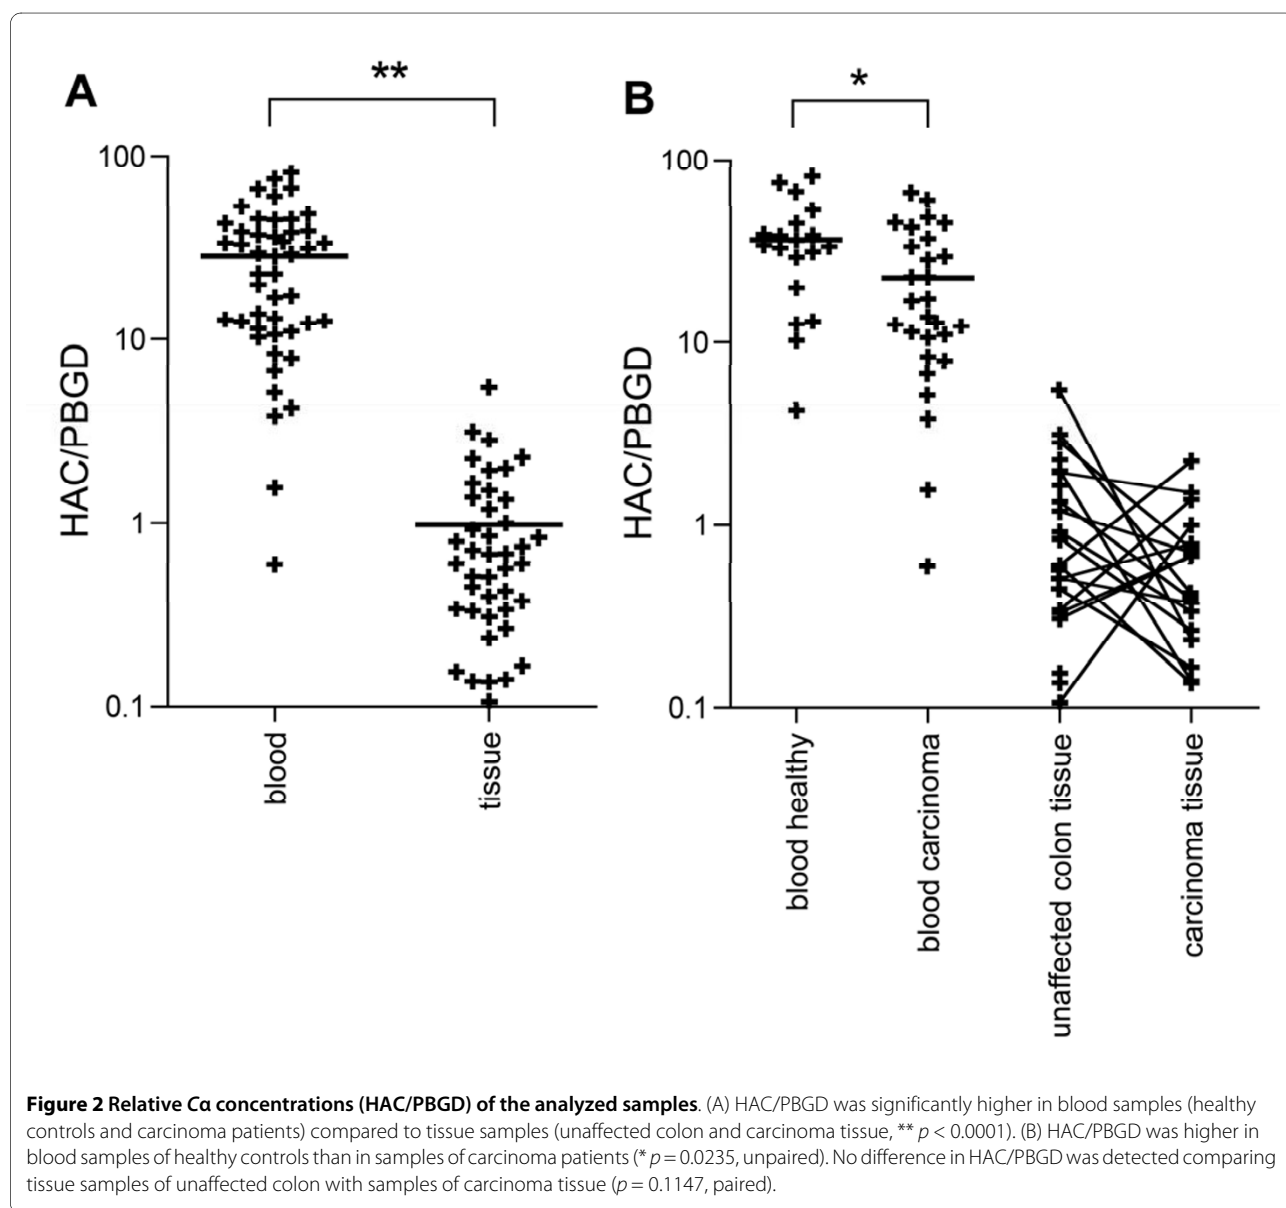 A
**
B
*
100
10
1
0.1
HAC/PBGD
blood
tissue
100
10
1
0.1
HAC/PBGD
blood healthy
blood carcinoma
unaffected colon tissue
carcinoma tissue
Figure 2 Relative Cα concentrations (HAC/PBGD) of the analyzed samples. (A) HAC/PBGD was significantly higher in blood samples (healthy
controls and carcinoma patients) compared to tissue samples (unaffected colon and carcinoma tissue, ** p < 0.0001). (B) HAC/PBGD was higher in
blood samples of healthy controls than in samples of carcinoma patients (* p = 0.0235, unpaired). No difference in HAC/PBGD was detected comparing
tissue samples of unaffected colon with samples of carcinoma tissue (p = 0.1147, paired).